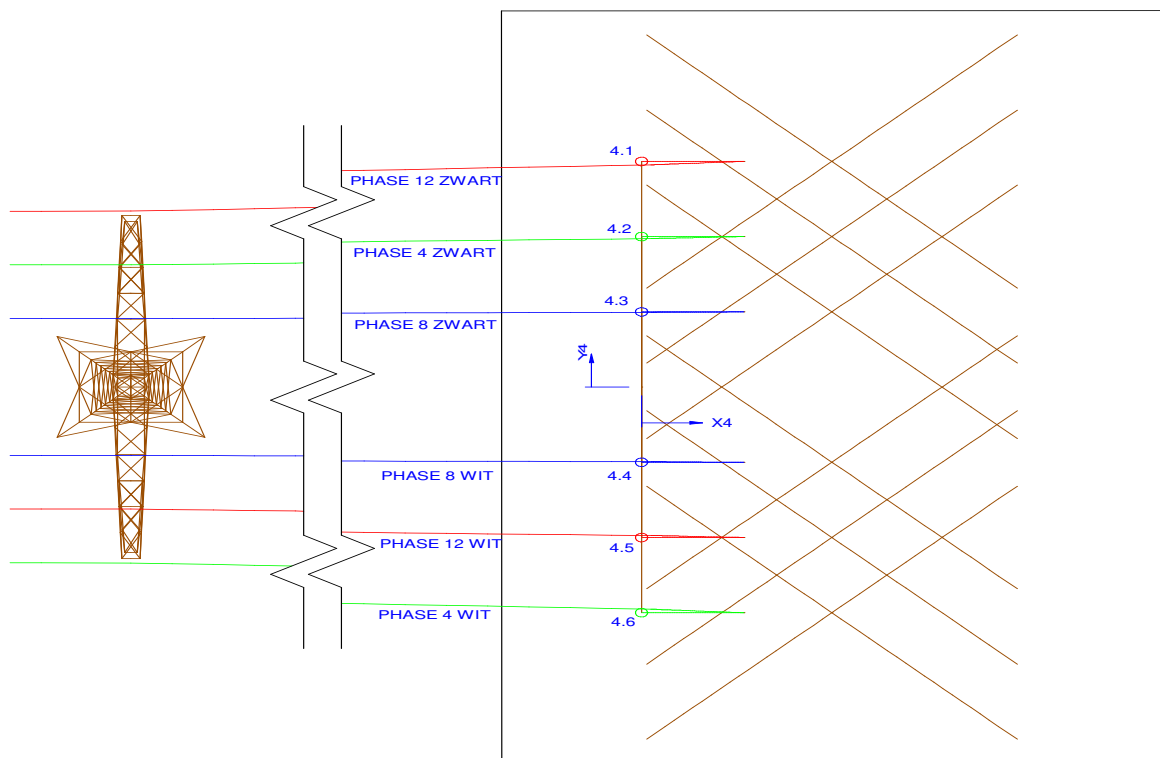 4.1
PHASE 12 ZWART
4.2
PHASE 4 ZWART
4.3
PHASE 8 ZWART
Y4
X4
PHASE 8 WIT
4.4
PHASE 12 WIT
4.5
PHASE 4 WIT
4.6